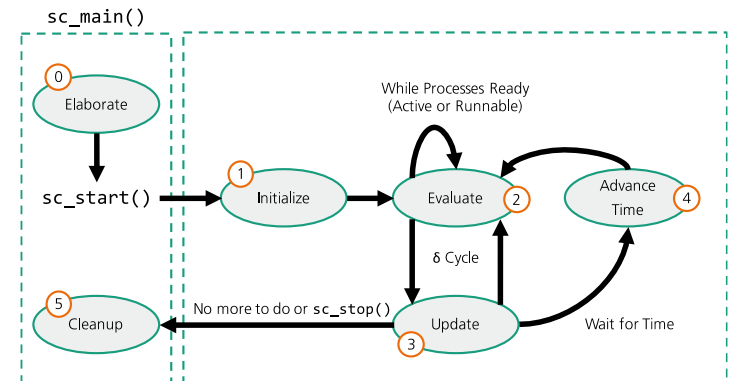 sc_main()
0
Elaborate
While Processes Ready
(Active or Runnable)
sc_start()
1
Initialize
Evaluate
2
Advance
Time
4
δ Cycle
5
Cleanup
No more to do or sc_stop()
Update
3
Wait for Time